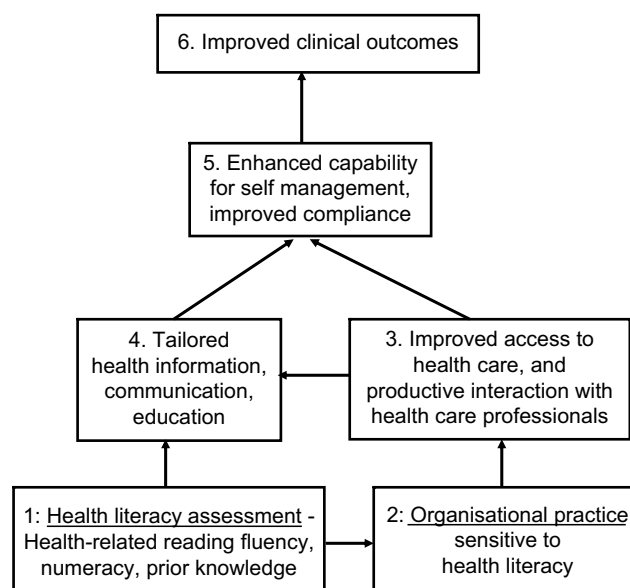 6. Improved clinical outcomes
5. Enhanced capability
for self management,
improved compliance
4. Tailored
health information,
communication,
education
3. Improved access to
health care, and
productive interaction with
health care professionals
1: Health literacy assessment -
Health-related reading fluency,
numeracy, prior knowledge
2: Organisational practice
sensitive to
health literacy